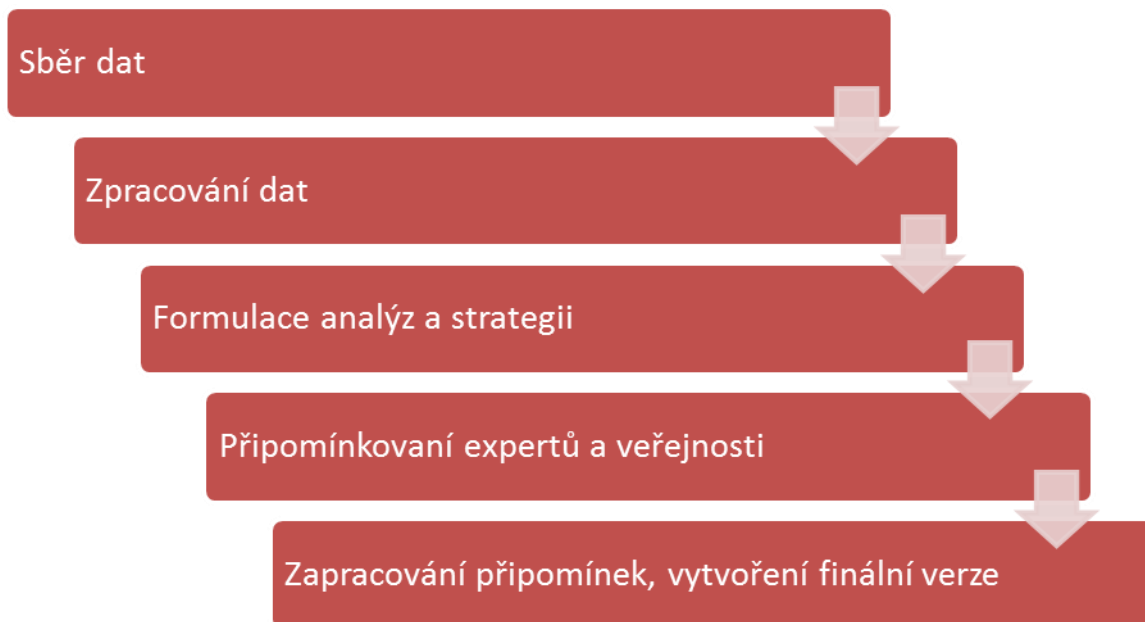 Sběr dat
Zpracování dat
Formulace analýz a strategii
Připomínkovaní expertů a veřejnosti
Zapracování připomínek, vytvoření finální verze